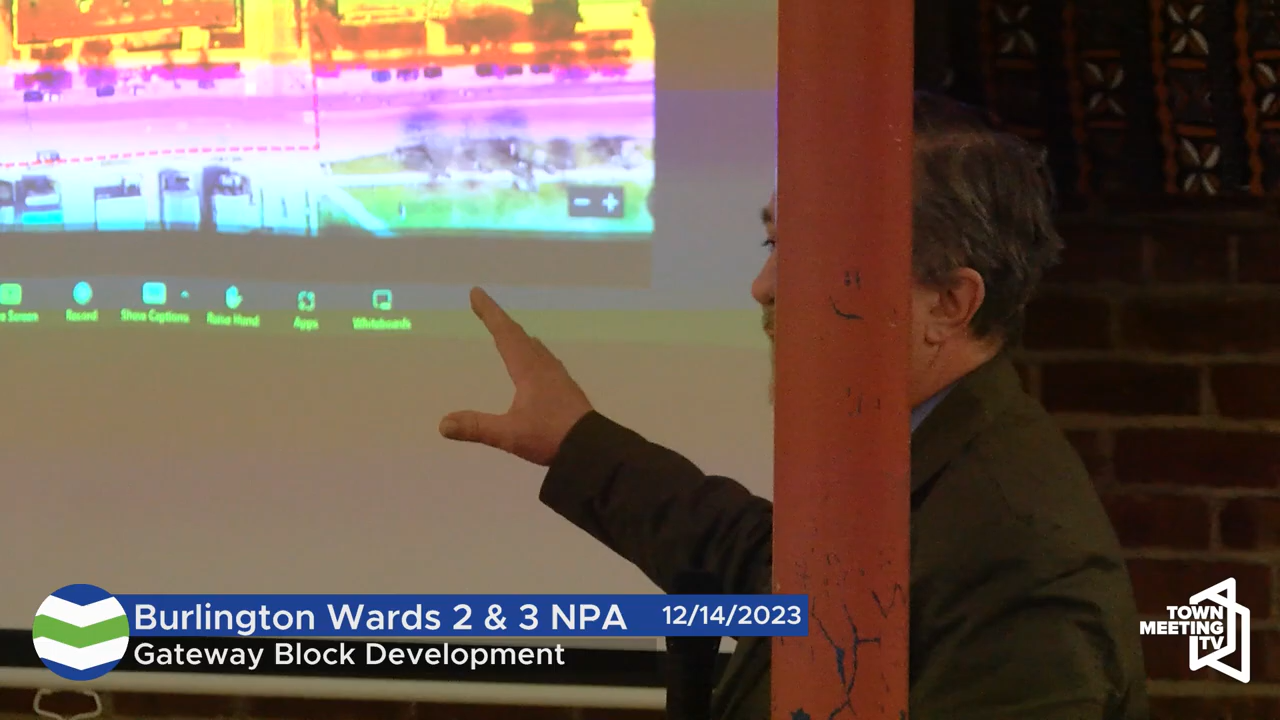 Screen Record Show Captions Raise Hand Apps Whiteboards
Burlington Wards 2 & 3 NPA 12/14/2023
Gateway Block Development
TOWN
MEETING
TV